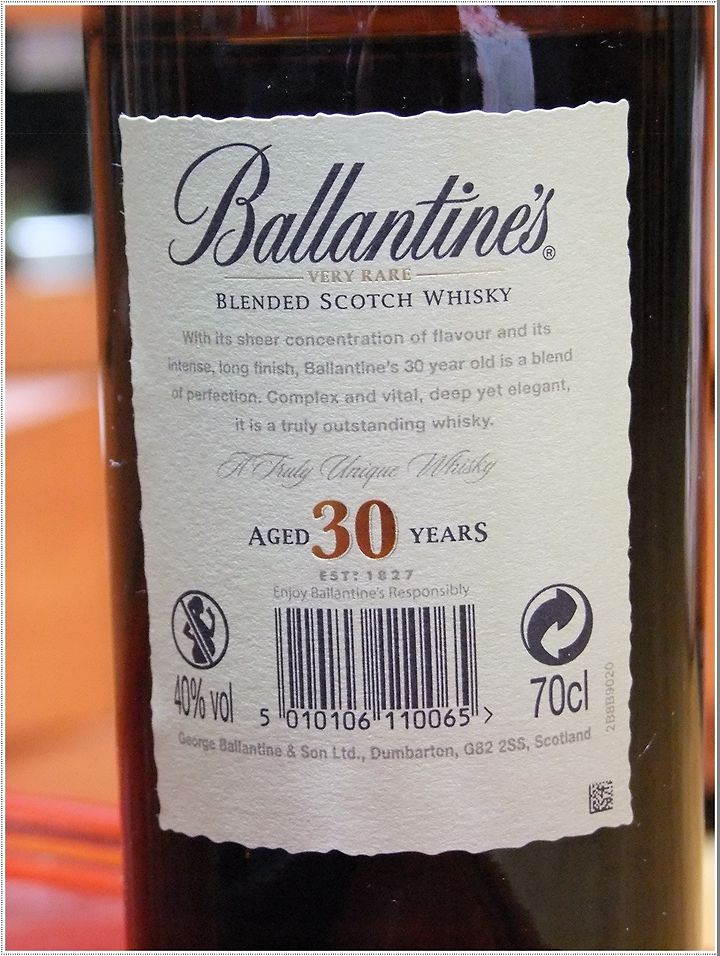 Ballantine's®
VERY RARE
BLENDED SCOTCH WHISKY
With its sheer concentration of flavour and its
intense, long finish, Ballantine's 30 year old is a blend
of perfection. Complex and vital, deep yet elegant,
it is a truly outstanding whisky.
A Truly Unique Whisky
AGED 30 YEARS
EST: 1827
Enjoy Ballantine's Responsibly
40% vol
5 010106 110065 >
70cl
2BBB9020
George Ballantine & Son Ltd., Dumbarton, G82 2SS, Scotland